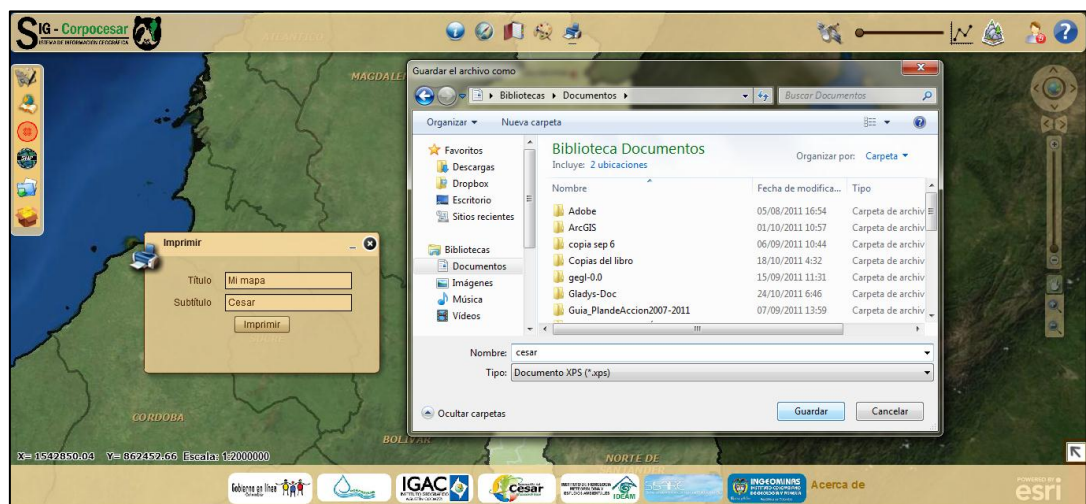 SIG - Corpocesar
SISTEMA DE INFORMACIÓN GEOGRÁFICA
ATLANTICO
MAGDALE
Guardar el archivo como
Bibliotecas ▸ Documentos ▸
Buscar Documentos
Organizar
Nueva carpeta
Favoritos
Descargas
Dropbox
Escritorio
Sitios recientes
Bibliotecas
Documentos
Imágenes
Música
Vídeos
Biblioteca Documentos
Incluye: 2 ubicaciones
Organizar por: Carpeta
Nombre Fecha de modifica... Tipo
Adobe 05/08/2011 16:54 Carpeta de archiv
ArcGIS 01/10/2011 10:57 Carpeta de archiv
copia sep 6 06/09/2011 10:44 Carpeta de archiv
Copias del libro 18/10/2011 4:32 Carpeta de archiv
gegl-0.0 15/09/2011 11:31 Carpeta de archiv
Gladys-Doc 24/10/2011 6:46 Carpeta de archiv
Guia_PlandeAccion2007-2011 07/09/2011 13:59 Carpeta de archiv
Nombre: cesar
Tipo: Documento XPS (*.xps)
Ocultar carpetas
Guardar
Cancelar
Imprimir
Título Mi mapa
Subtítulo Cesar
Imprimir
CORDOBA
BOLIVAR
NORTE DE
SANTANDER
X= 1542850.04 Y= 862452.66 Escala: 1:2000000
Gobierno en línea
IGAC
INSTITUTO GEOGRÁFICO
AGUSTÍN CODAZZI
Cesar
IDEAM
INGEOMINAS
Acerca de
POWERED BY
esri